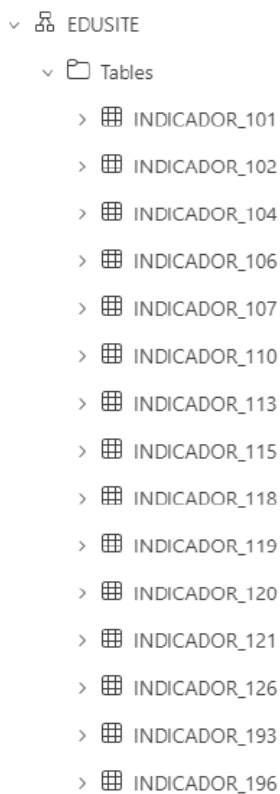 EDUSITE
Tables
INDICADOR_101
INDICADOR_102
INDICADOR_104
INDICADOR_106
INDICADOR_107
INDICADOR_110
INDICADOR_113
INDICADOR_115
INDICADOR_118
INDICADOR_119
INDICADOR_120
INDICADOR_121
INDICADOR_126
INDICADOR_193
INDICADOR_196